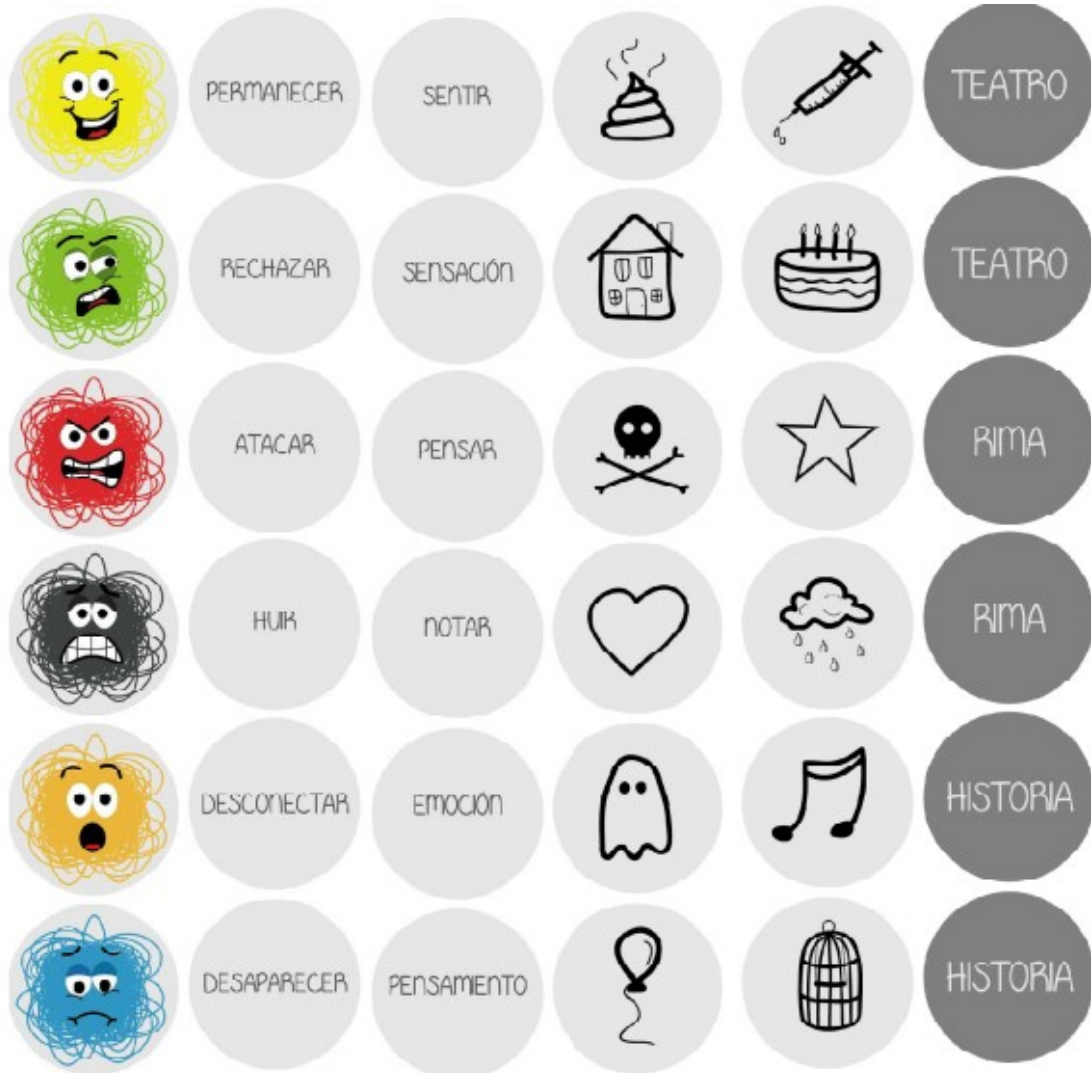 PERMANECER
SENTIR
TEATRO
RECHAZAR
SENSACIÓN
TEATRO
ATACAR
PENSAR
RIMA
HUIR
NOTAR
RIMA
DESCONECTAR
EMOCIÓN
HISTORIA
DESAPARECER
PENSAMIENTO
HISTORIA